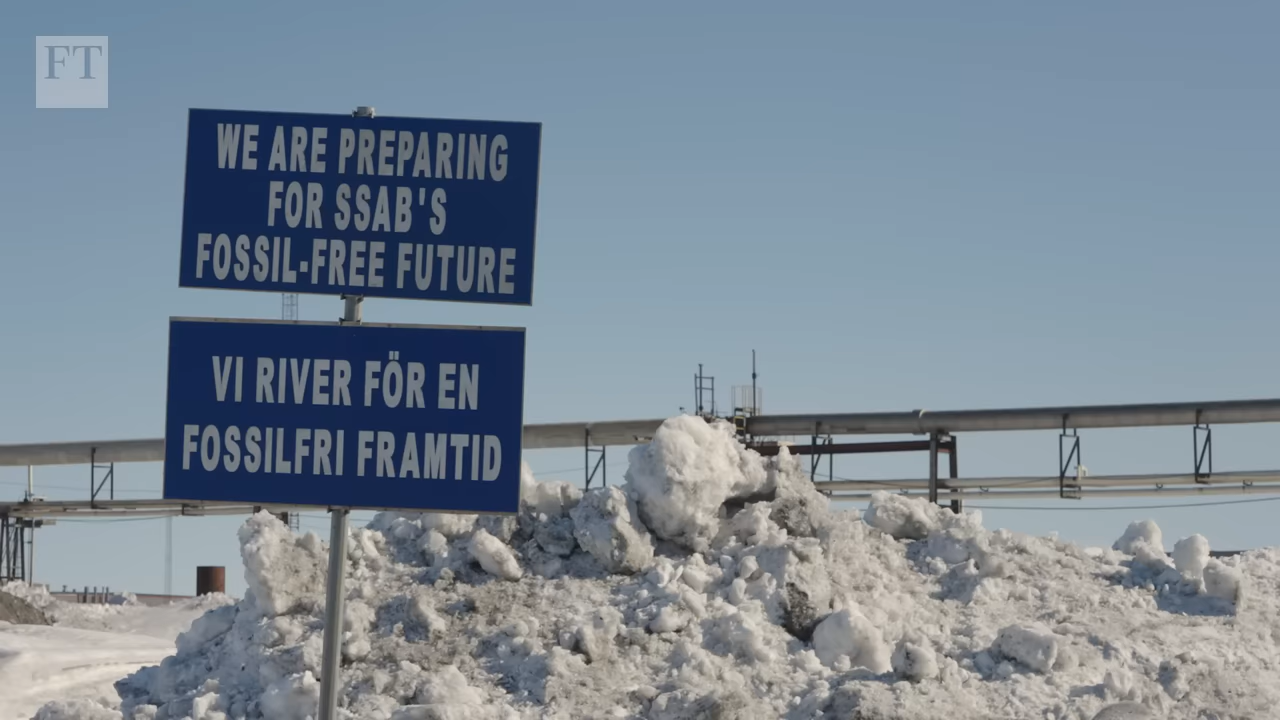 FT
WE ARE PREPARING
FOR SSAB'S
FOSSIL-FREE FUTURE
VI RIVER FÖR EN
FOSSILFRI FRAMTID